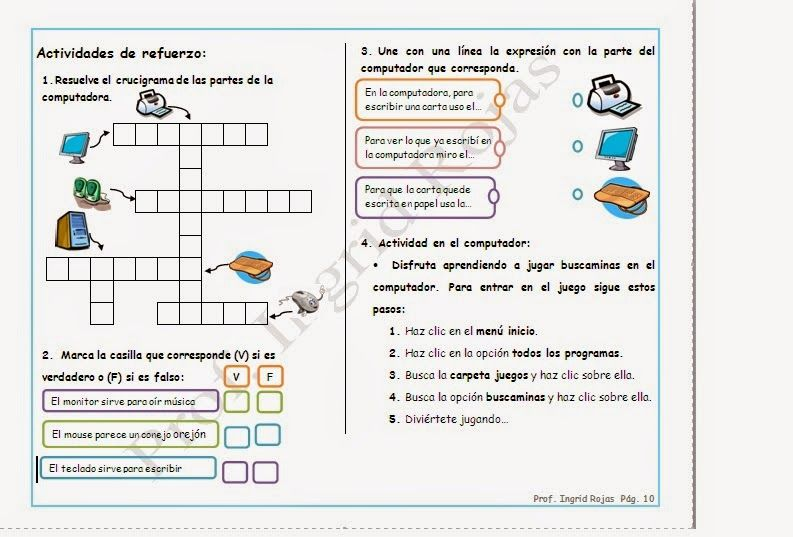 Actividades de refuerzo:
1. Resuelve el crucigrama de las partes de la
computadora.
2. Marca la casilla que corresponde (V) si es
verdadero o (F) si es falso:
V F
El monitor sirve para oír música
El mouse parece un conejo orejón
El teclado sirve para escribir
3. Une con una línea la expresión con la parte del
computador que corresponda.
En la computadora, para
escribir una carta uso el...
Para ver lo que ya escribí en
la computadora miro el...
Para que la carta quede
escrita en papel usa la...
4. Actividad en el computador:
• Disfruta aprendiendo a jugar buscaminas en el
computador. Para entrar en el juego sigue estos
pasos:
1. Haz clic en el menú inicio.
2. Haz clic en la opción todos los programas.
3. Busca la carpeta juegos y haz clic sobre ella.
4. Busca la opción buscaminas y haz clic sobre ella.
5. Diviértete jugando...
Prof. Ingrid Rojas Pág. 10
Prof. Ingrid Rojas